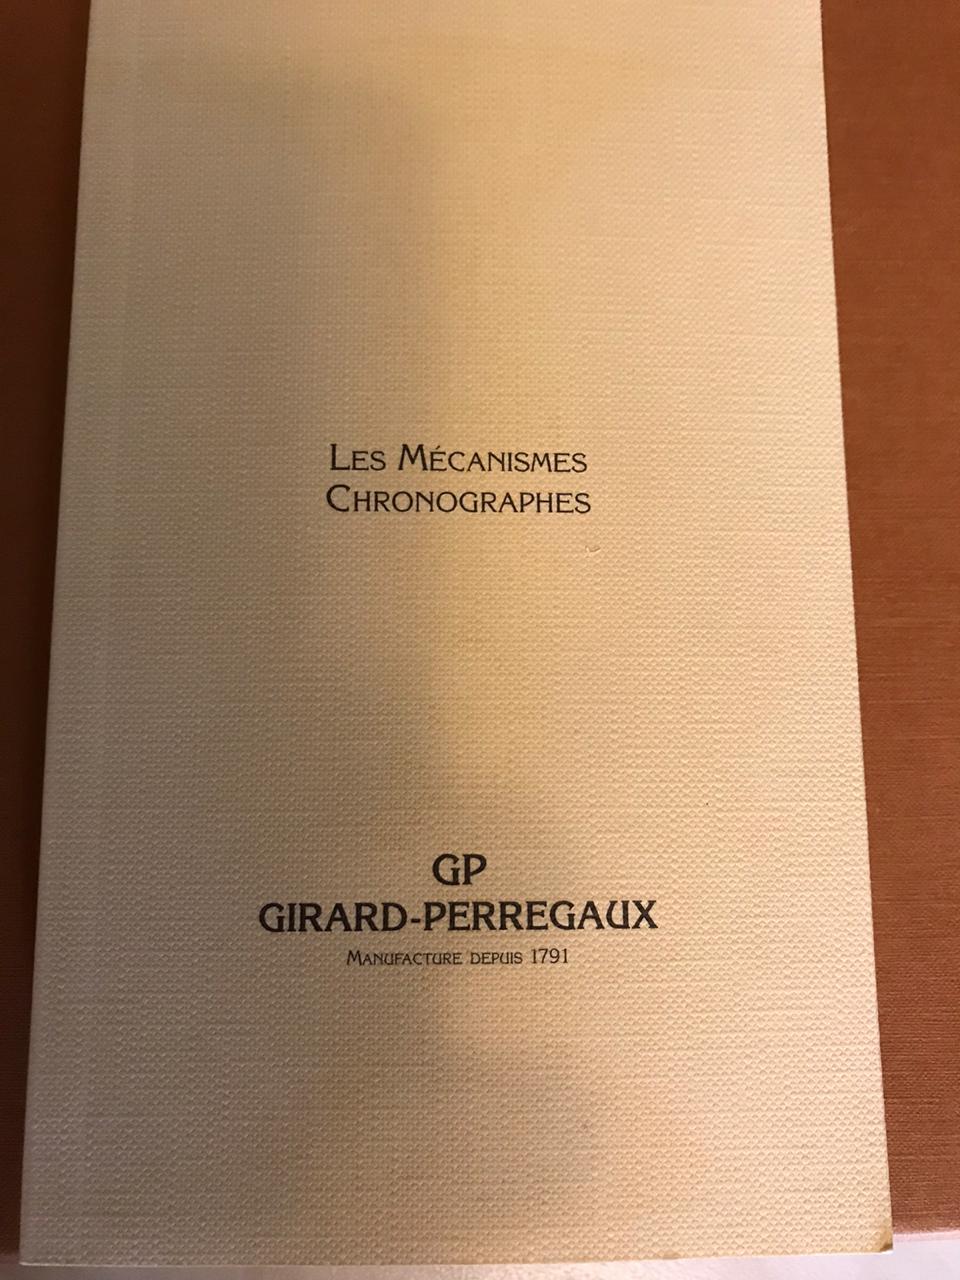 Les Mécanismes
Chronographes
GP
GIRARD-PERREGAUX
Manufacture depuis 1791